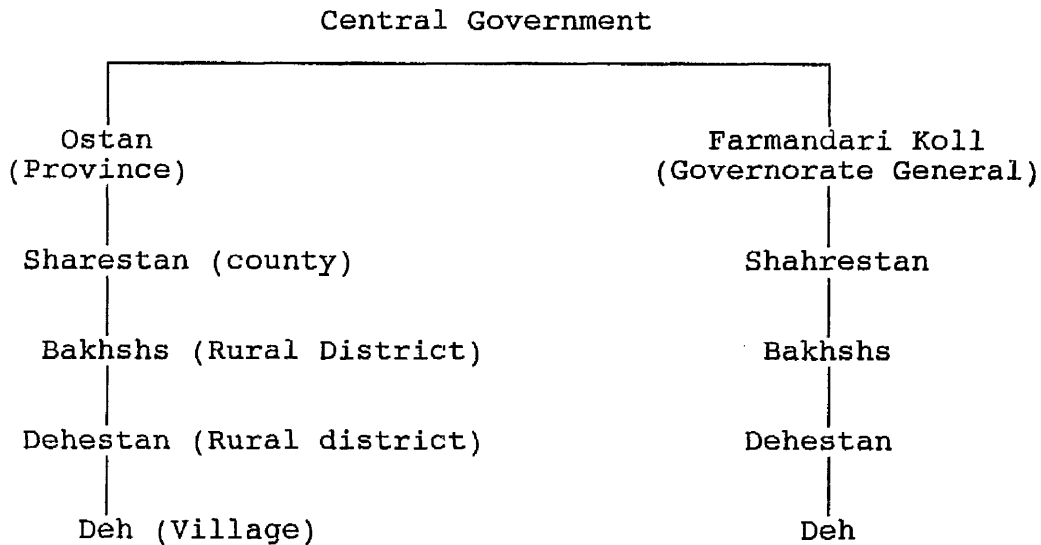 Central Government
Ostan
(Province)
Farmandari Koll
(Governorate General)
Sharestan (county)
Shahrestan
Bakhshs (Rural District)
Bakhshs
Dehestan (Rural district)
Dehestan
Deh (Village)
Deh